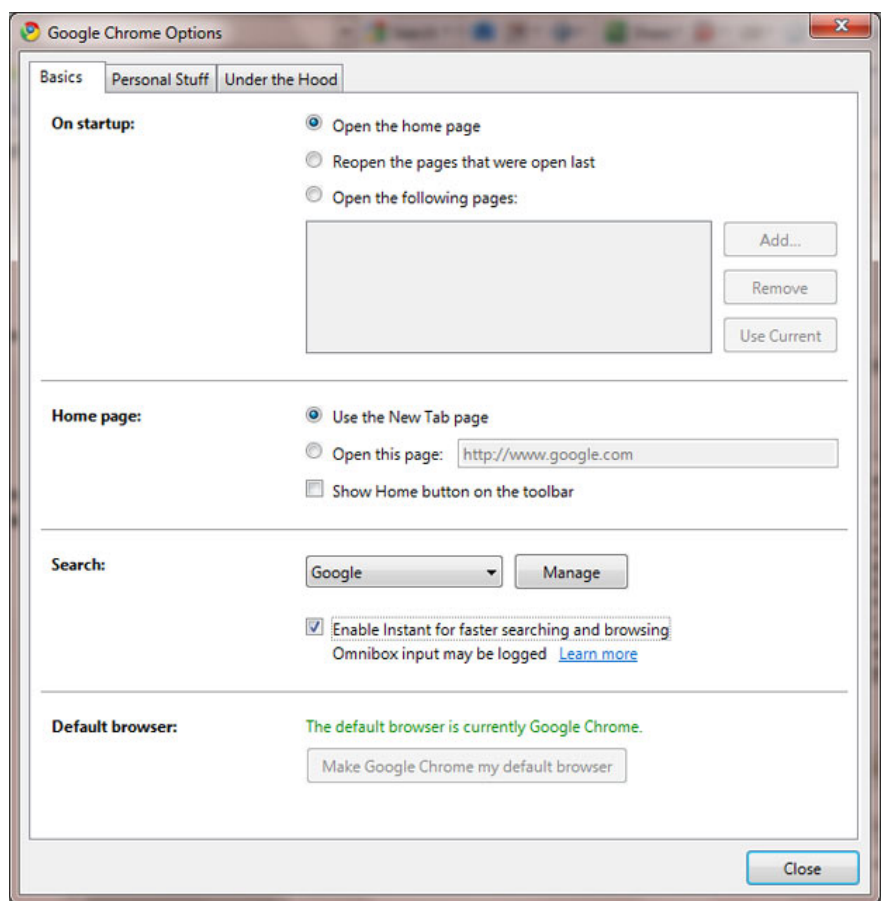 Google Chrome Options
Basics
Personal Stuff
Under the Hood
On startup:
Open the home page
Reopen the pages that were open last
Open the following pages:
Add...
Remove
Use Current
Home page:
Use the New Tab page
Open this page:
http://www.google.com
Show Home button on the toolbar
Search:
Google
Manage
Enable Instant for faster searching and browsing
Omnibox input may be logged Learn more
Default browser:
The default browser is currently Google Chrome.
Make Google Chrome my default browser
Close